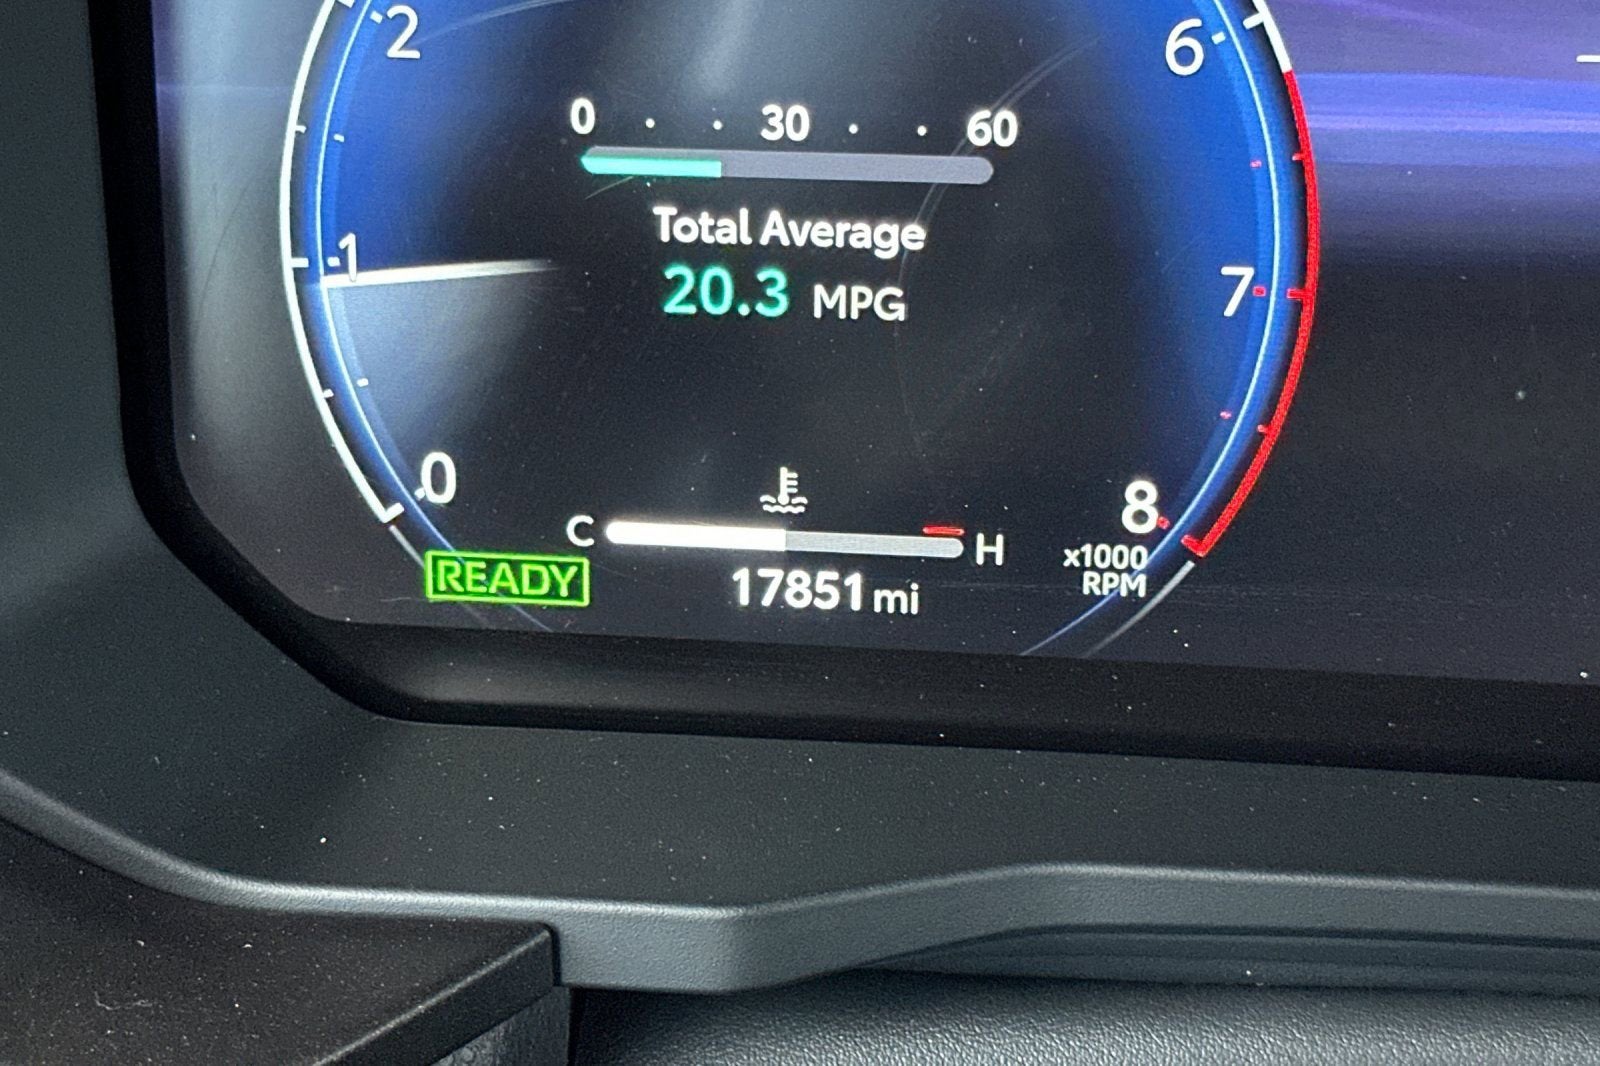 2
6
0 30 60
Total Average
20.3 MPG
1
7
0
8
C H
x1000
RPM
READY
17851 mi